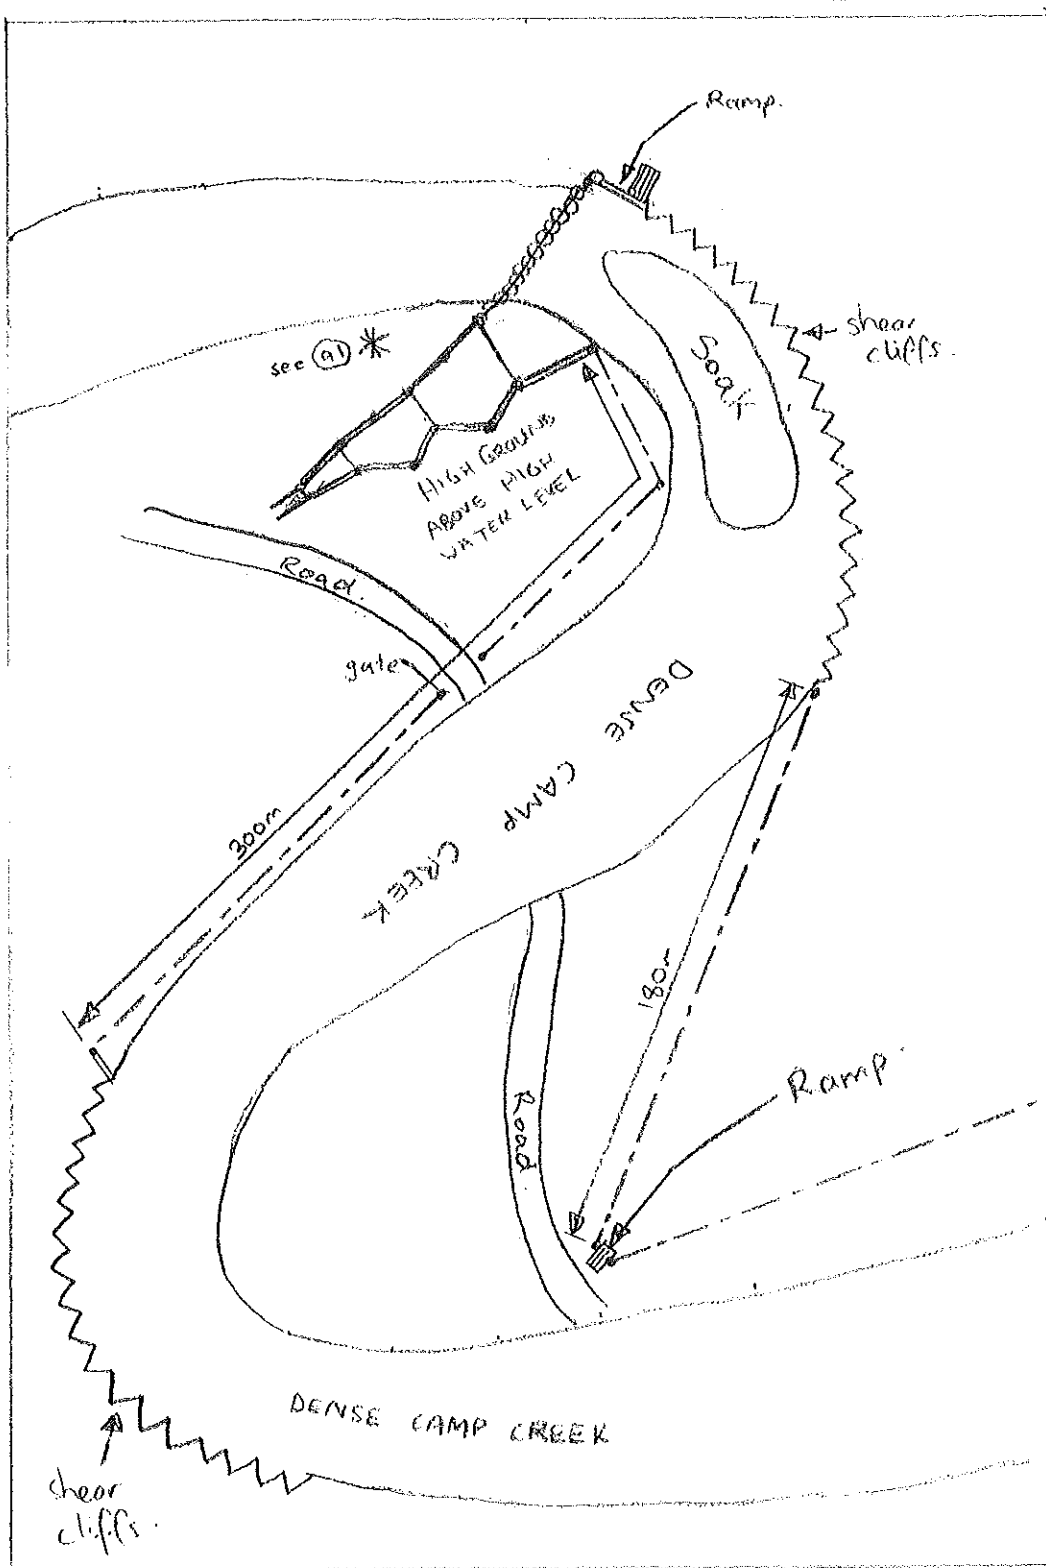 Ramp.
shear
cliffs.
see (a1) *
Soak
HIGH GROUND
ABOVE HIGH
WATER LEVEL
Road.
gate
DENSE CAMP CREEK
300m
180m
Ramp.
Road.
DENSE CAMP CREEK
shear
cliffs.